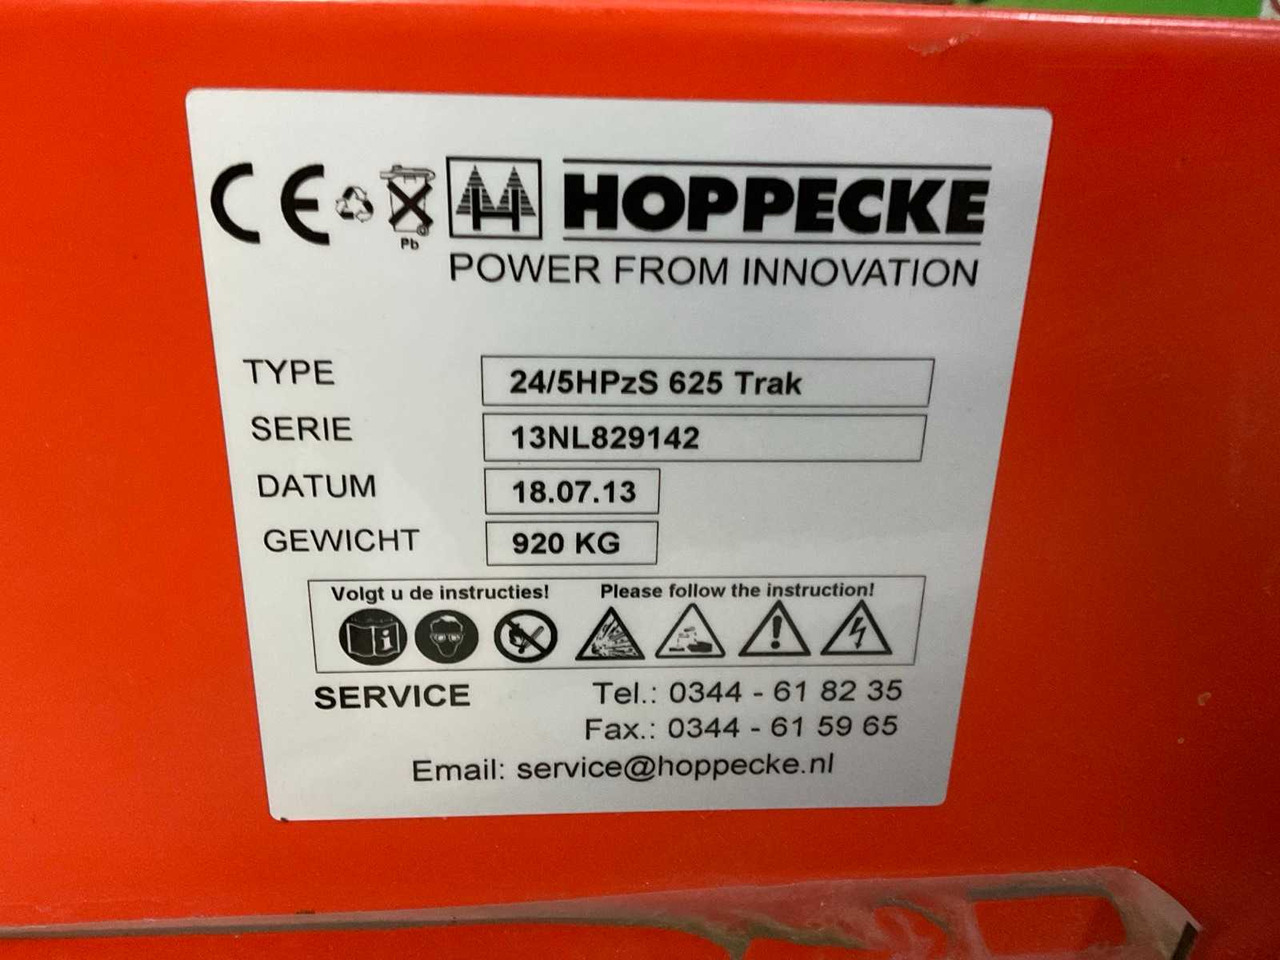 CE Pb HOPPECKE
POWER FROM INNOVATION
TYPE 24/5HPzS 625 Trak
SERIE 13NL829142
DATUM 18.07.13
GEWICHT 920 KG
Volgt u de instructies! Please follow the instruction!
SERVICE Tel.: 0344 - 61 82 35
Fax.: 0344 - 61 59 65
Email: service@hoppecke.nl